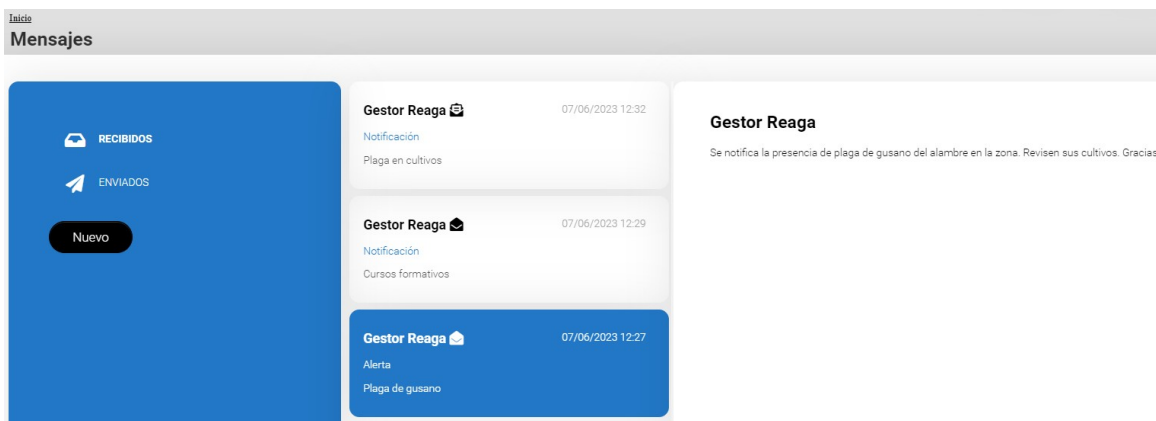 Inicio
Mensajes
RECIBIDOS
ENVIADOS
Nuevo
Gestor Reaga 07/06/2023 12:32
Notificación
Plaga en cultivos
Gestor Reaga 07/06/2023 12:29
Notificación
Cursos formativos
Gestor Reaga 07/06/2023 12:27
Alerta
Plaga de gusano
Gestor Reaga
Se notifica la presencia de plaga de gusano del alambre en la zona. Revisen sus cultivos. Gracias